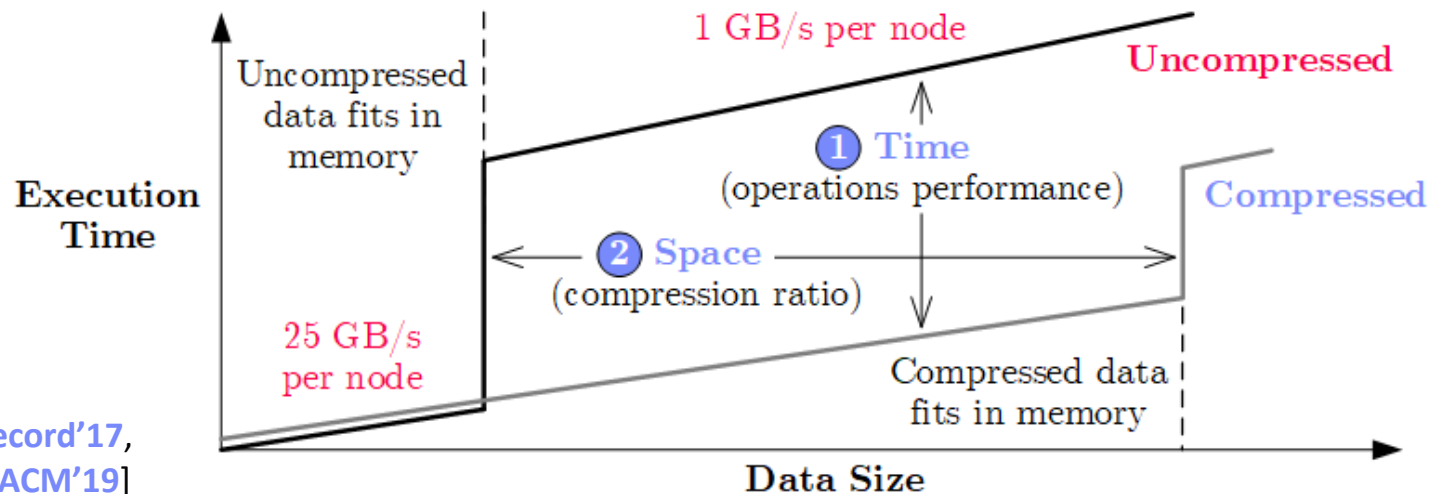 1 GB/s per node
Uncompressed
Uncompressed
data fits in
memory
1 Time
(operations performance)
Execution
Time
Compressed
2 Space
(compression ratio)
25 GB/s
per node
Compressed data
fits in memory
ecord’17,
ACM’19]
Data Size